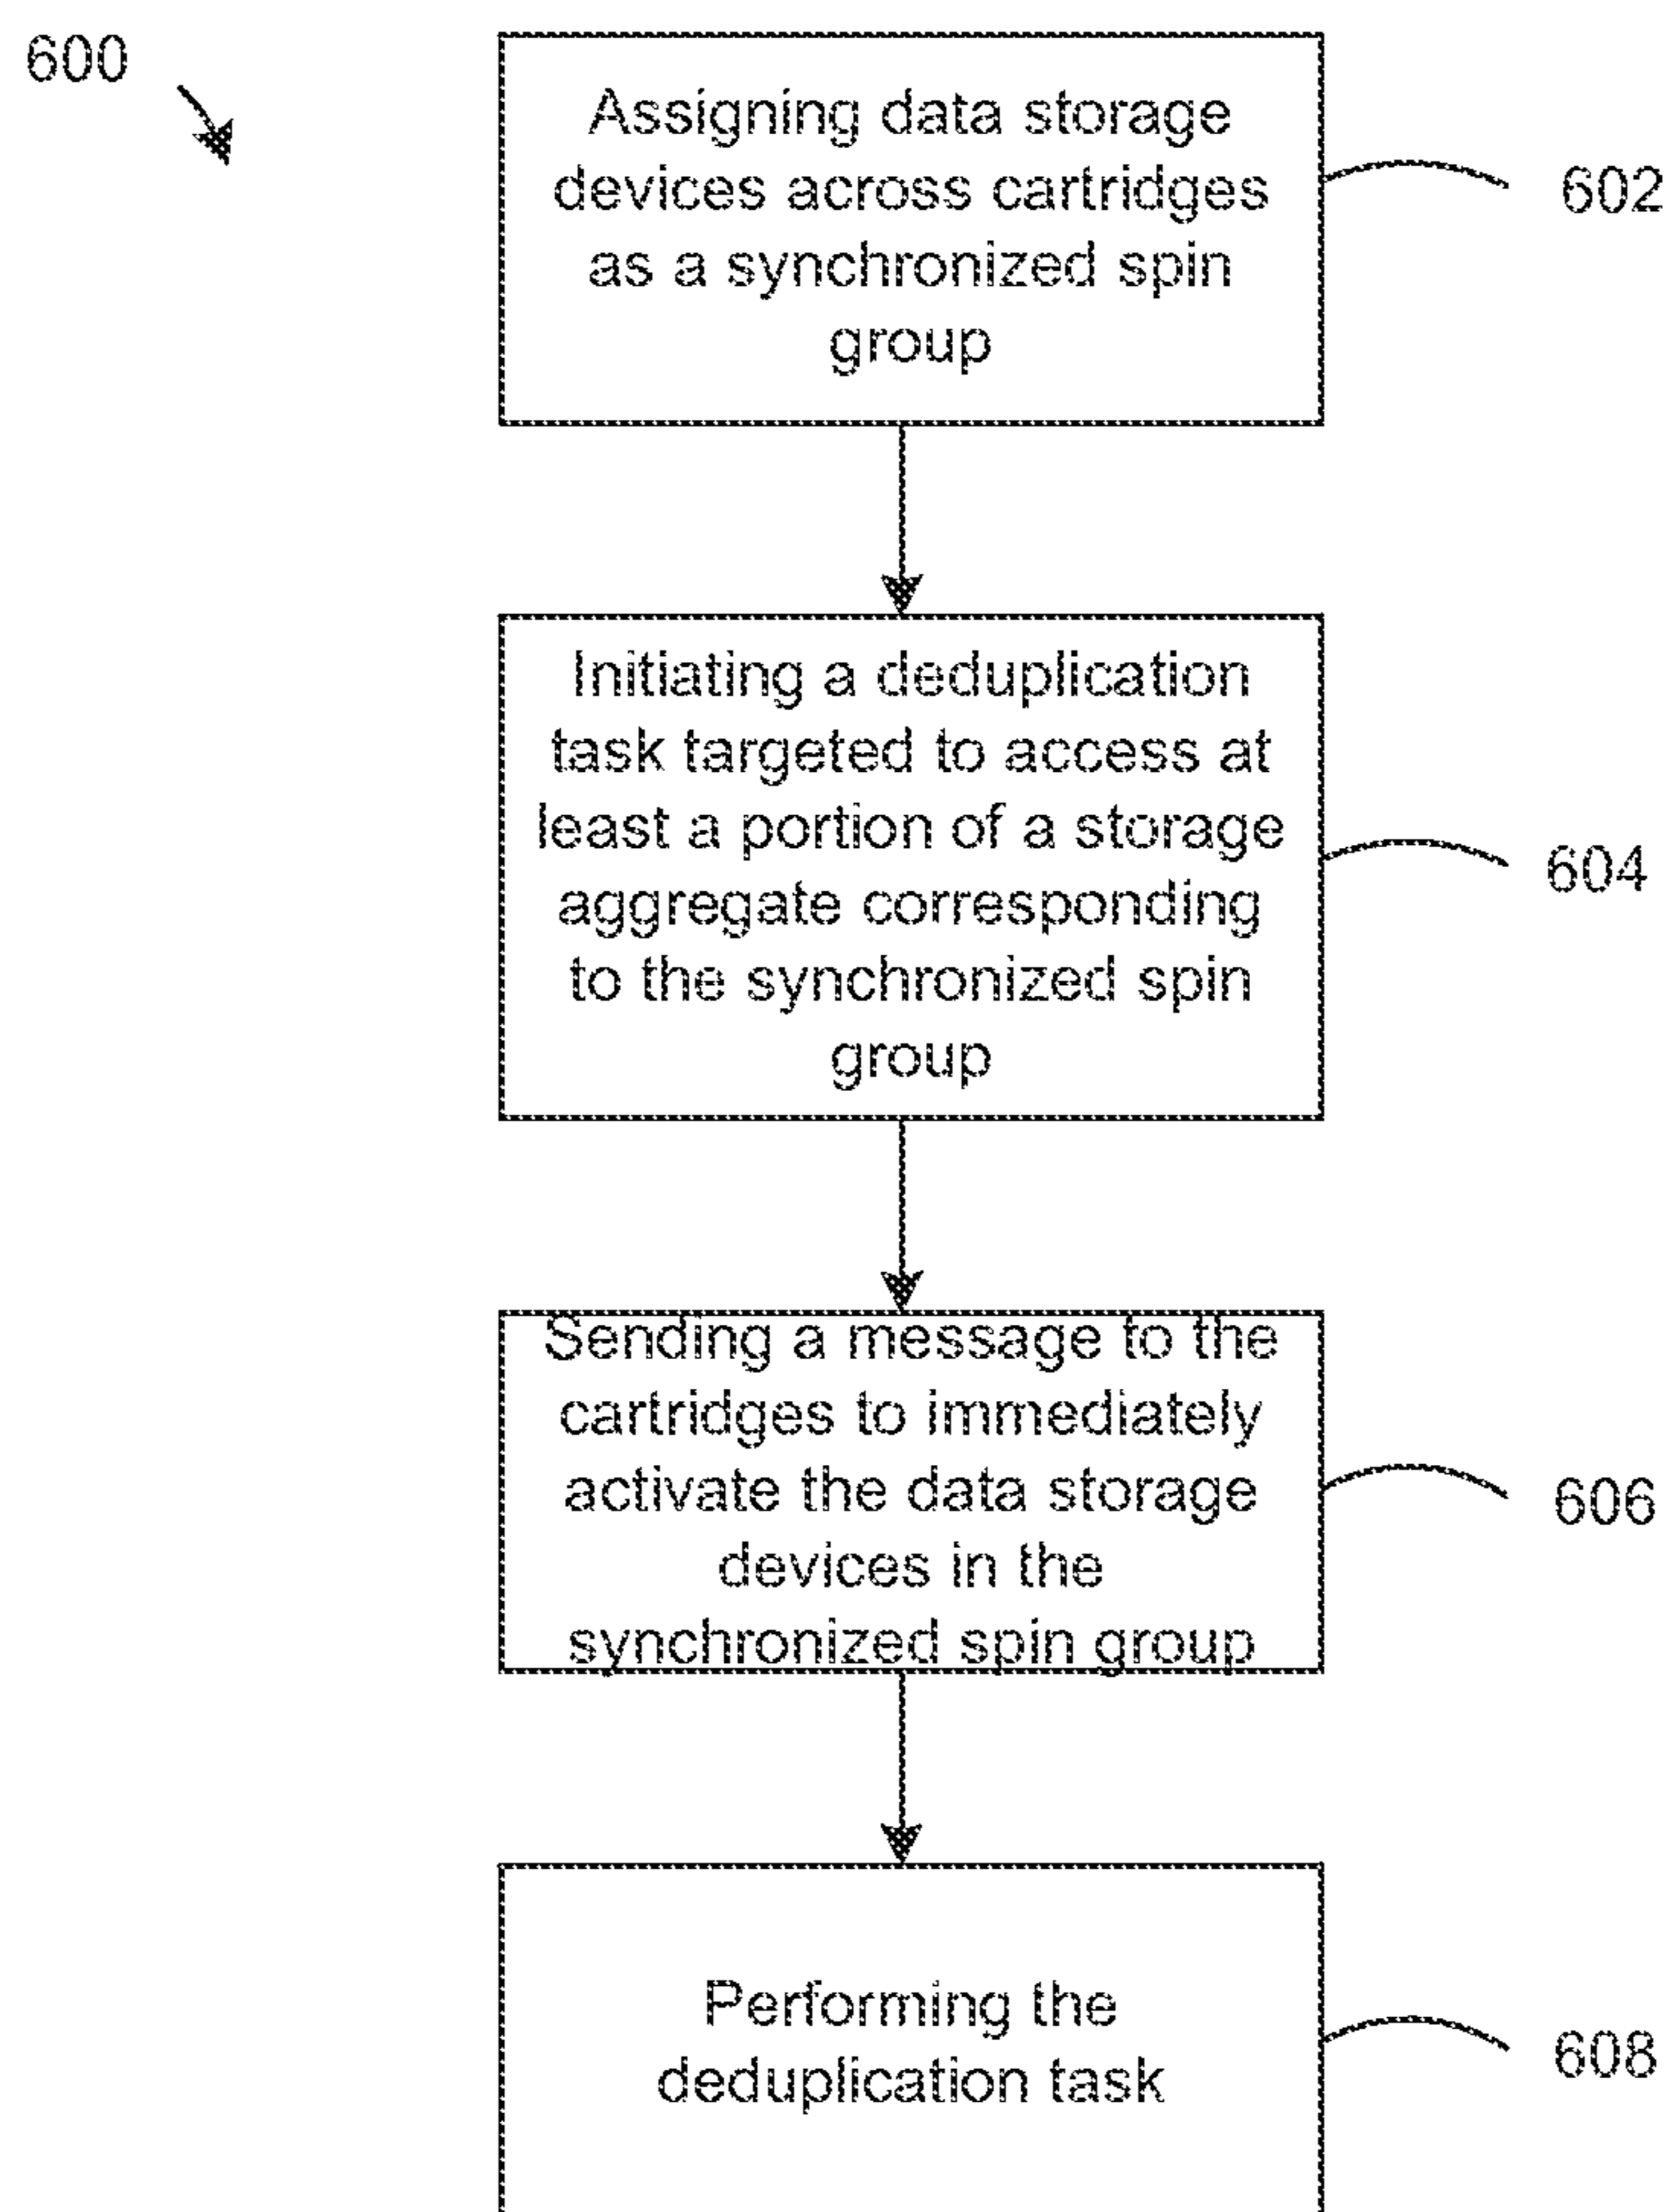 600
Assigning data storage
devices across cartridges
as a synchronized spin
group
602
Initiating a deduplication
task targeted to access at
least a portion of a storage
aggregate corresponding
to the synchronized spin
group
604
Sending a message to the
cartridges to immediately
activate the data storage
devices in the
synchronized spin group
606
Performing the
deduplication task
608